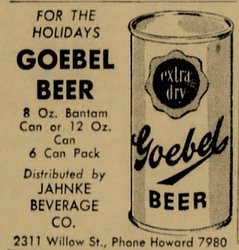 FOR THE
HOLIDAYS
GOEBEL
BEER
8 Oz. Bantam
Can or 12 Oz.
Can
6 Can Pack
Distributed by
JAHNKE
BEVERAGE
CO.
extra
dry
Goebel
BEER
2311 Willow St., Phone Howard 7980